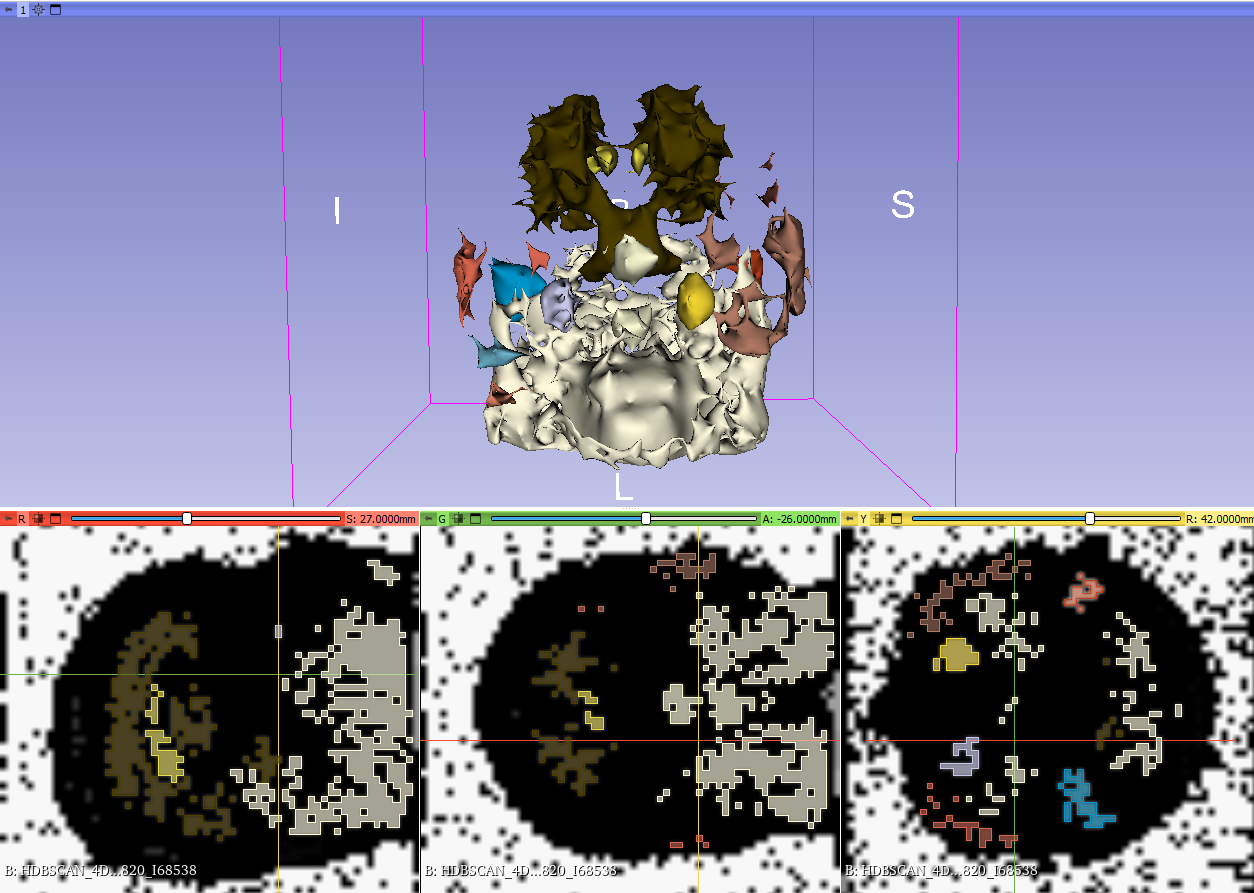 1
I
S
L
R
S: 27.0000mm
G
A: -26.0000mm
Y
R: 42.0000mm
B: HDBSCAN_4D...820_I68538
B: HDBSCAN_4D...820_I68538
B: HDBSCAN_4D...820_I68538